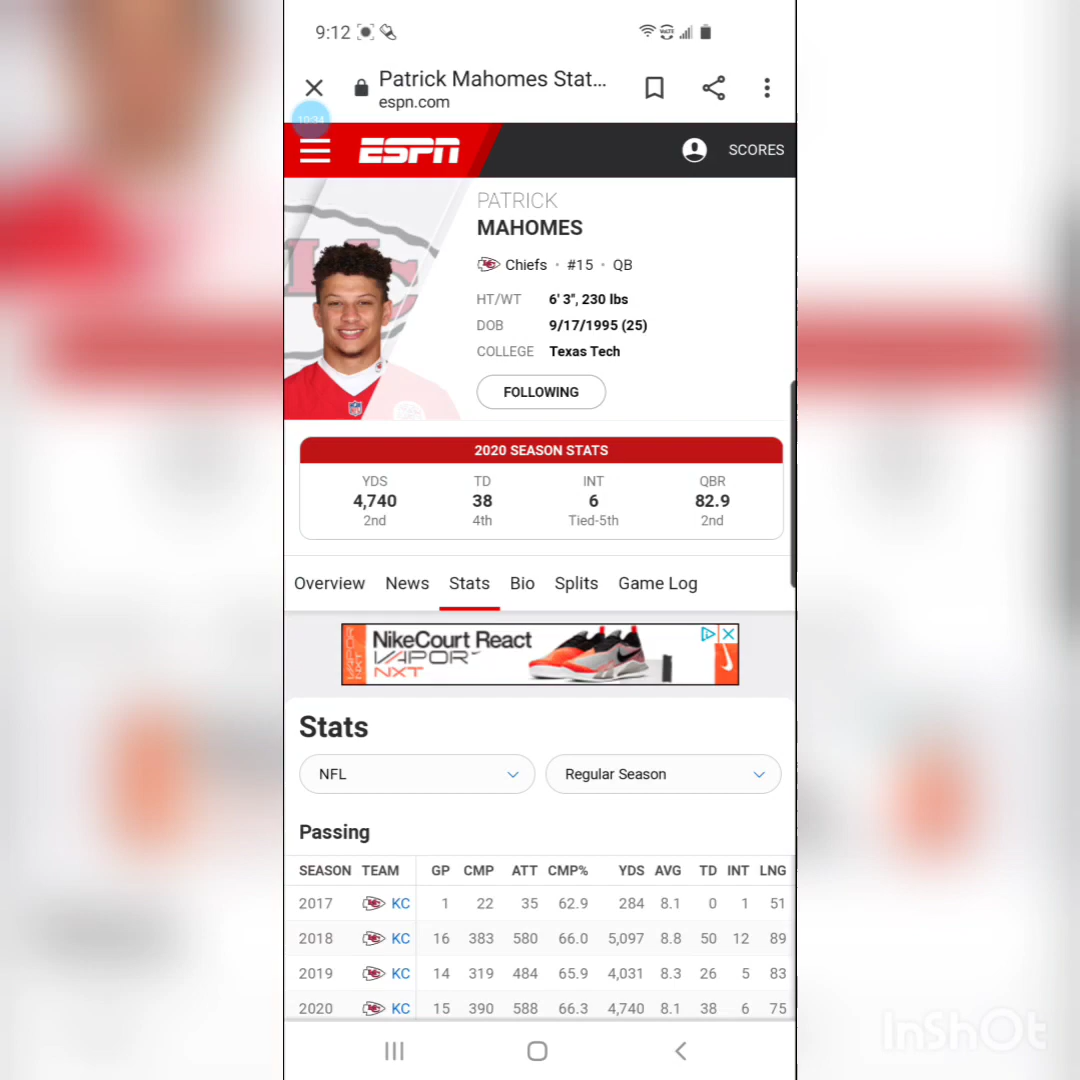 9:12
Patrick Mahomes Stat...
espn.com
10:34
ESPN
SCORES
PATRICK
MAHOMES
Chiefs • #15 • QB
HT/WT 6' 3", 230 lbs
DOB 9/17/1995 (25)
COLLEGE Texas Tech
FOLLOWING
2020 SEASON STATS
YDS TD INT QBR
4,740 38 6 82.9
2nd 4th Tied-5th 2nd
Overview News Stats Bio Splits Game Log
NikeCourt React
VAPOR
NXT
VAPOR
NXT
Stats
NFL Regular Season
Passing
SEASON TEAM GP CMP ATT CMP% YDS AVG TD INT LNG
2017 KC 1 22 35 62.9 284 8.1 0 1 51
2018 KC 16 383 580 66.0 5,097 8.8 50 12 89
2019 KC 14 319 484 65.9 4,031 8.3 26 5 83
2020 KC 15 390 588 66.3 4,740 8.1 38 6 75
InShOt